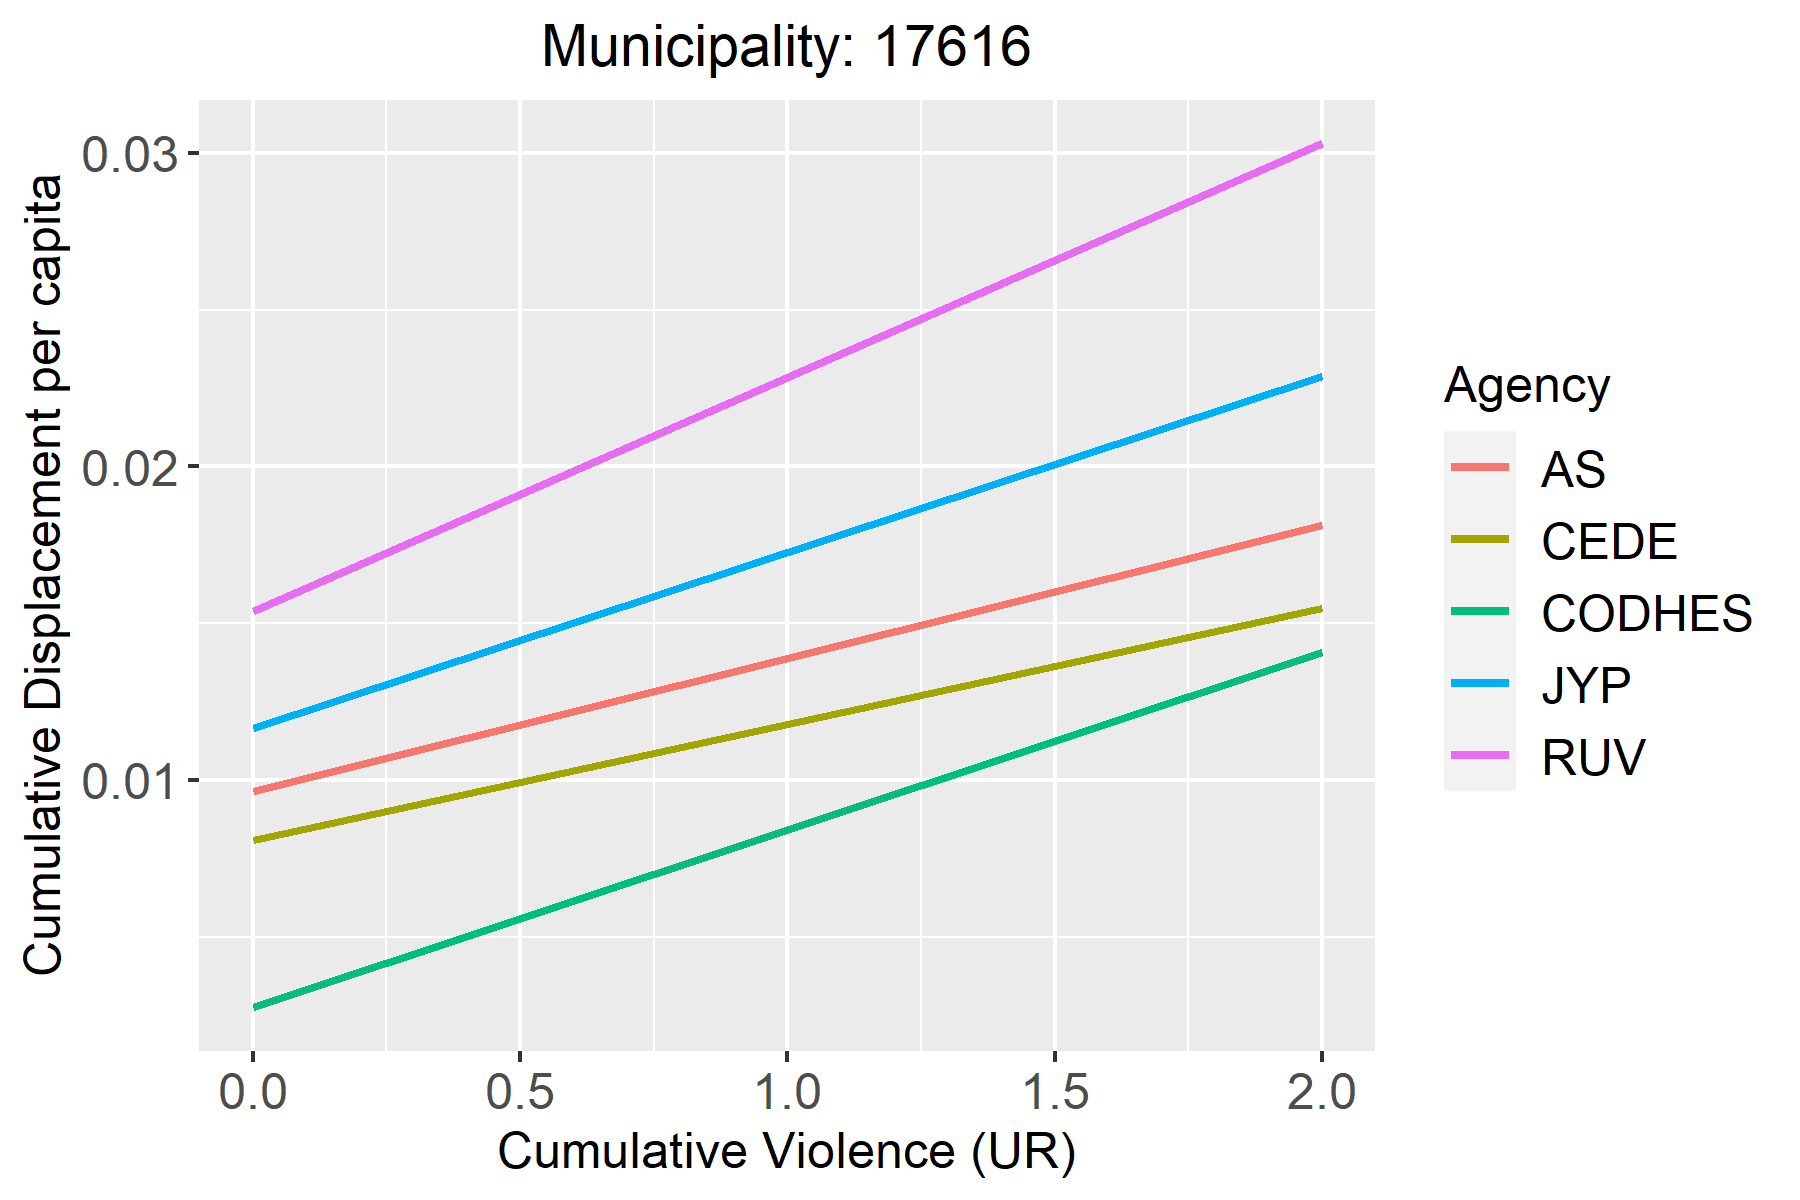 Municipality: 17616
Cumulative Displacement per capita
0.03
0.02
0.01
0.0 0.5 1.0 1.5 2.0
Cumulative Violence (UR)
Agency
AS
CEDE
CODHES
JYP
RUV